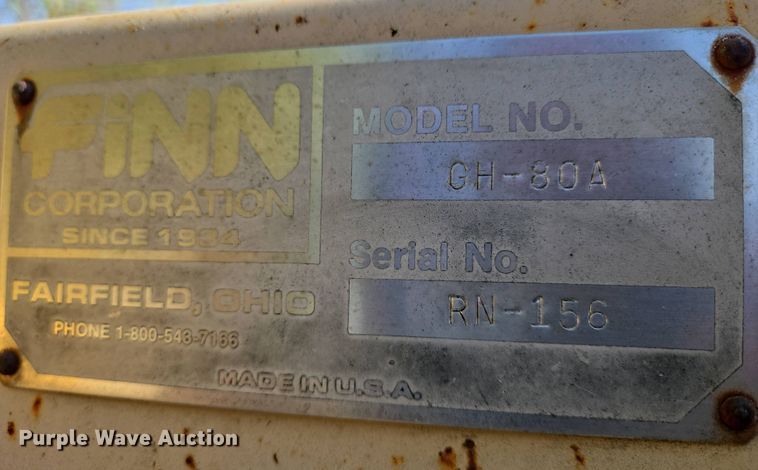 FINN
CORPORATION
SINCE 1934
FAIRFIELD, OHIO
PHONE 1-800-543-7166
MADE IN U.S.A.
MODEL NO.
GH-80A
Serial No.
RN-156
Purple Wave Auction